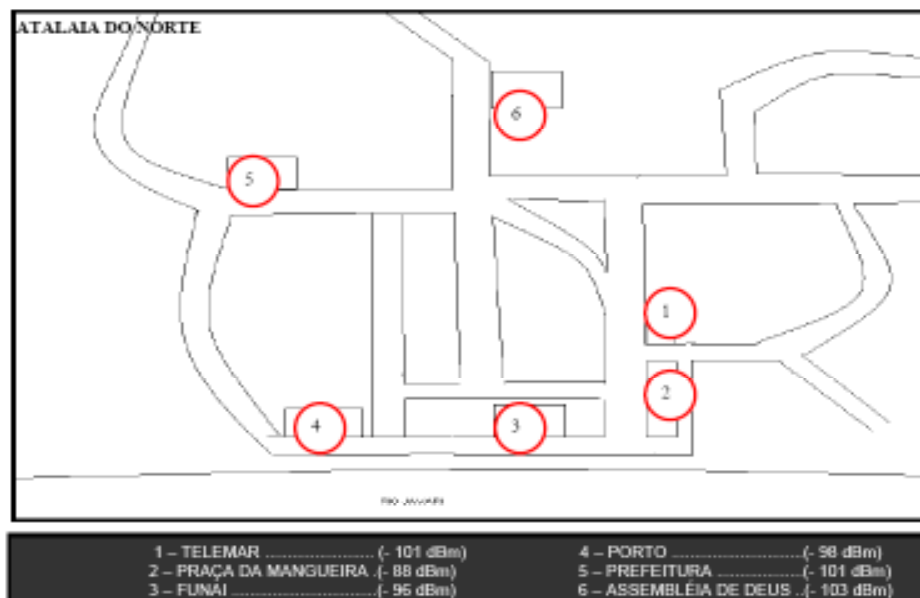 ATALAIA DO NORTE
6
5
1
2
4
3
RIO JAVARI
1 – TELEMAR ........................ (- 101 dBm)
2 – PRAÇA DA MANGUEIRA .(- 88 dBm)
3 – FUNAI ................................(- 96 dBm)
4 – PORTO .............................(- 98 dBm)
5 – PREFEITURA ....................(- 101 dBm)
6 – ASSEMBLÉIA DE DEUS ..(- 103 dBm)